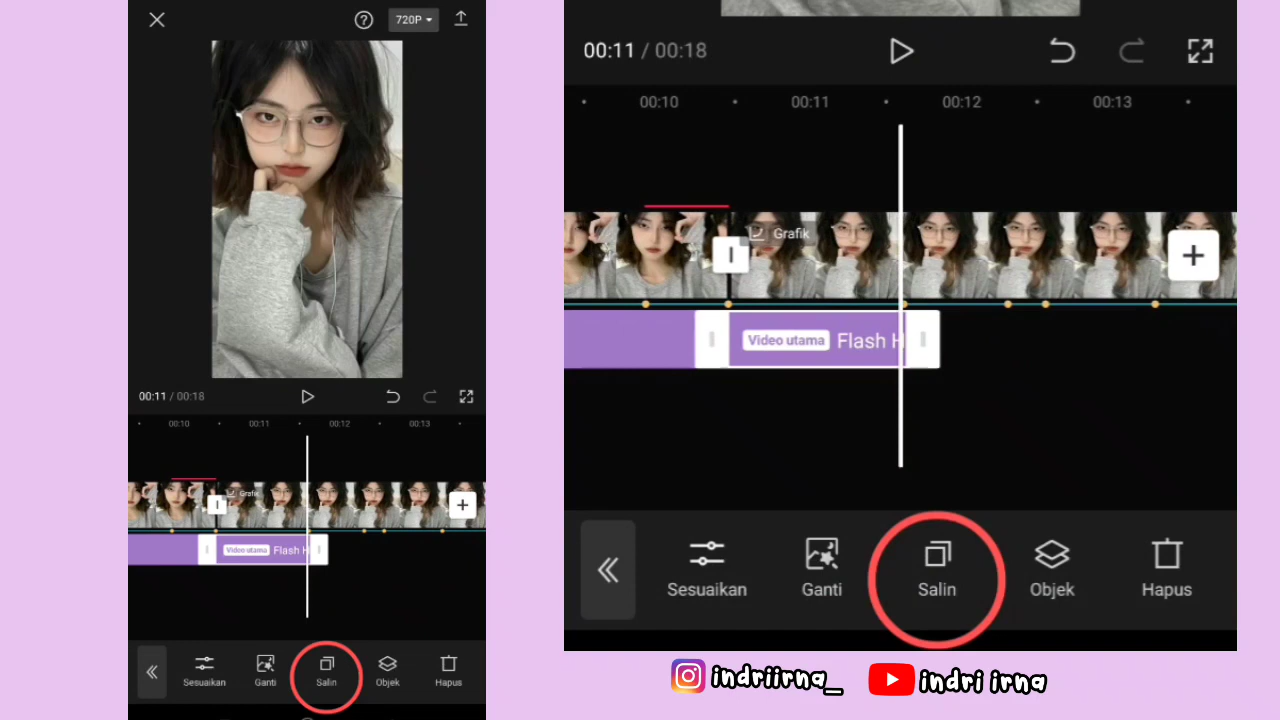 720P
00:11 / 00:18
00:10 00:11 00:12 00:13
Grafik
Video utama Flash H
Sesuaikan Ganti Salin Objek Hapus
00:11 / 00:18
00:10 00:11 00:12 00:13
Grafik
Video utama Flash H
Sesuaikan Ganti Salin Objek Hapus
indriirna_ indri irna